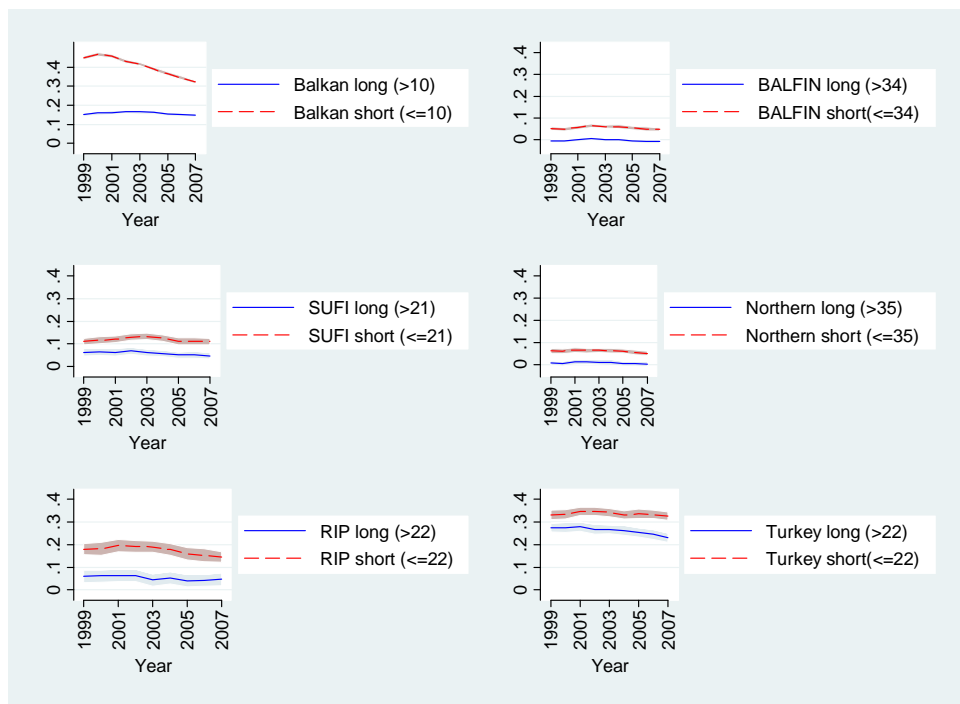 0 .1 .2 .3 .4
1999 2001 2003 2005 2007
Year
Balkan long (>10)
Balkan short (<=10)
0 .1 .2 .3 .4
1999 2001 2003 2005 2007
Year
BALFIN long (>34)
BALFIN short(<=34)
0 .1 .2 .3 .4
1999 2001 2003 2005 2007
Year
SUFI long (>21)
SUFI short (<=21)
0 .1 .2 .3 .4
1999 2001 2003 2005 2007
Year
Northern long (>35)
Northern short (<=35)
0 .1 .2 .3 .4
1999 2001 2003 2005 2007
Year
RIP long (>22)
RIP short (<=22)
0 .1 .2 .3 .4
1999 2001 2003 2005 2007
Year
Turkey long (>22)
Turkey short(<=22)